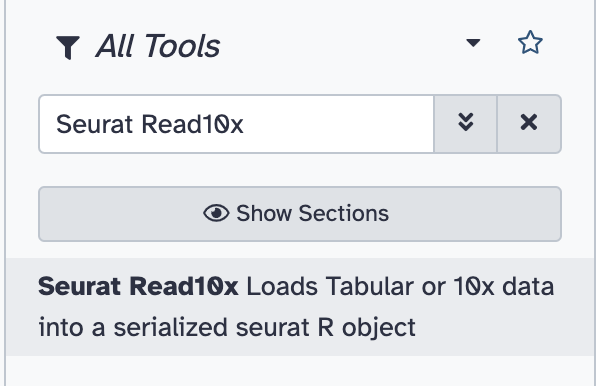 All Tools
Seurat Read10x
Show Sections
Seurat Read10x Loads Tabular or 10x data
into a serialized seurat R object